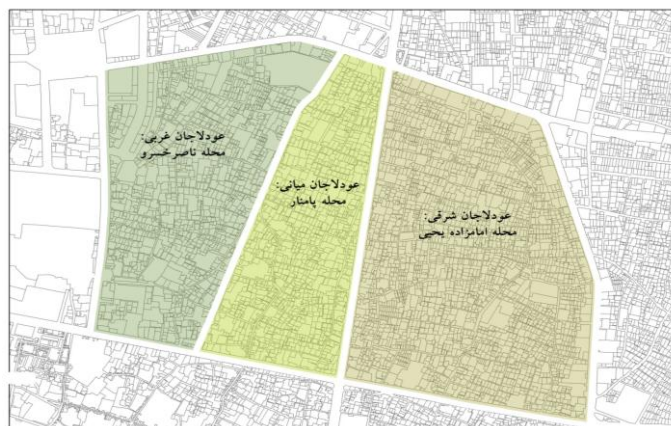 عودلاجان غربی:
محله ناصرخسرو
عودلاجان میانی:
محله پامنار
عودلاجان شرقی:
محله امامزاده یحیی